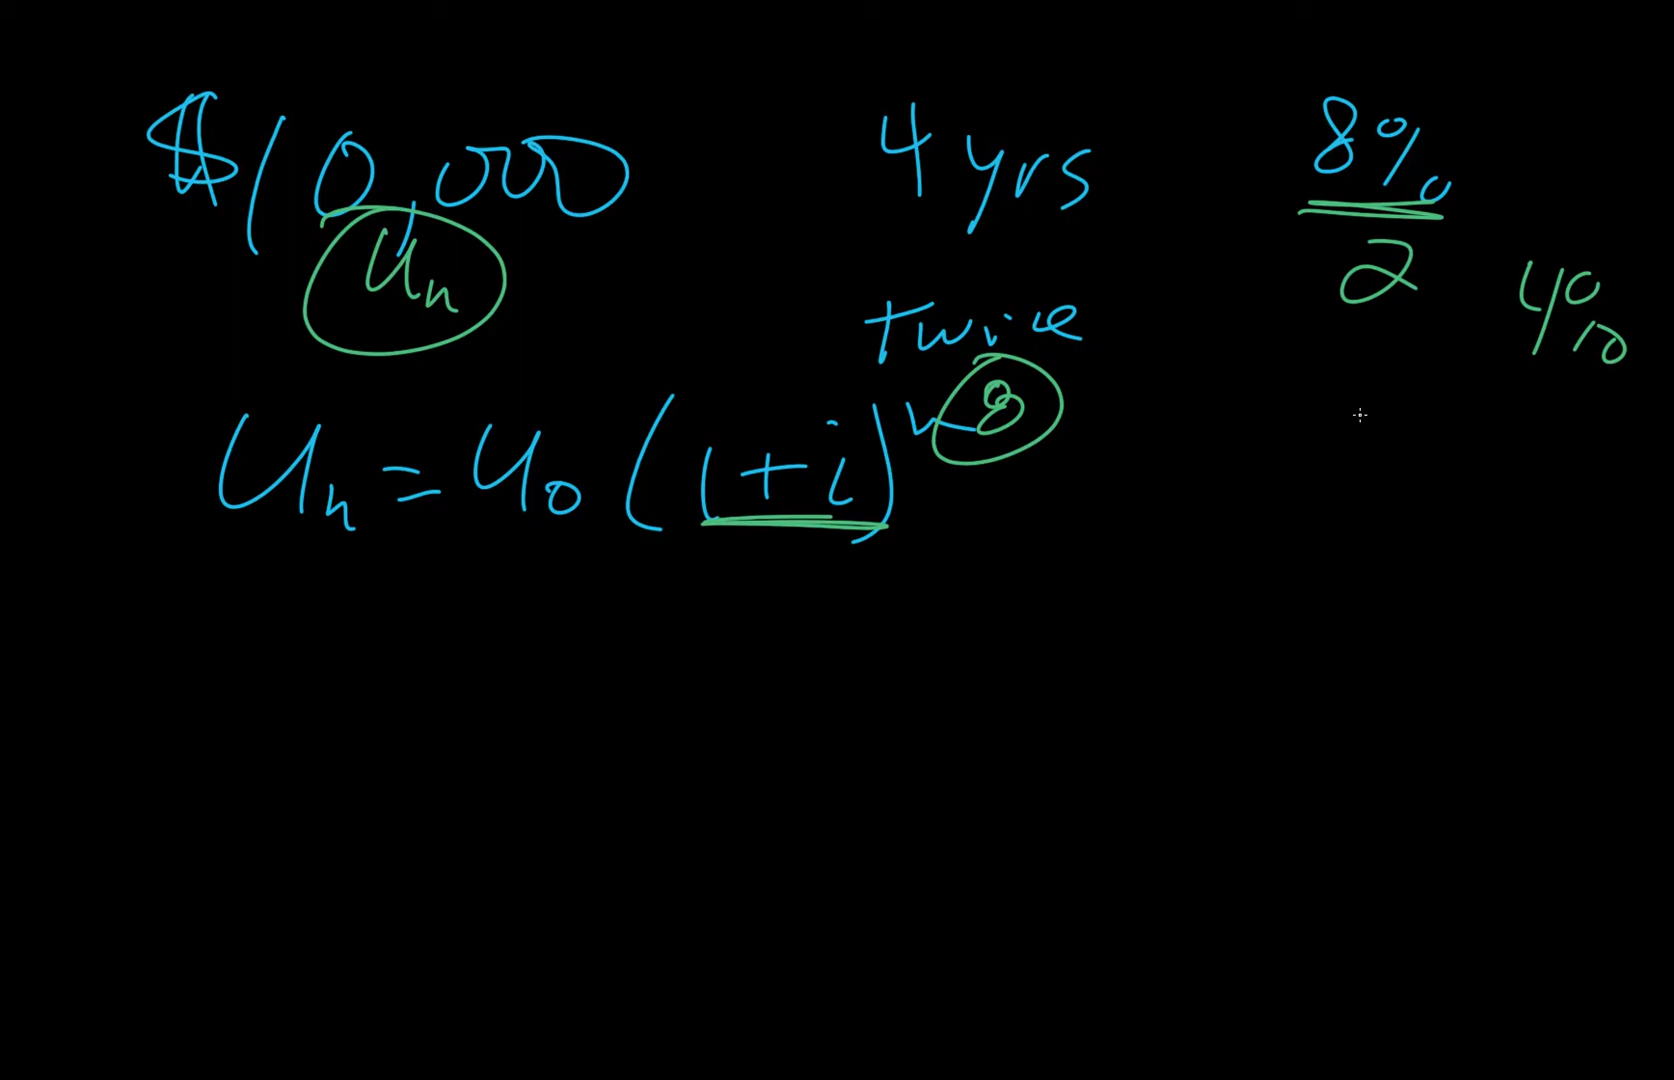 $10,000 4 yrs 8%
Un 2 4%
twice
8
Un = U0 (1 + i)^n